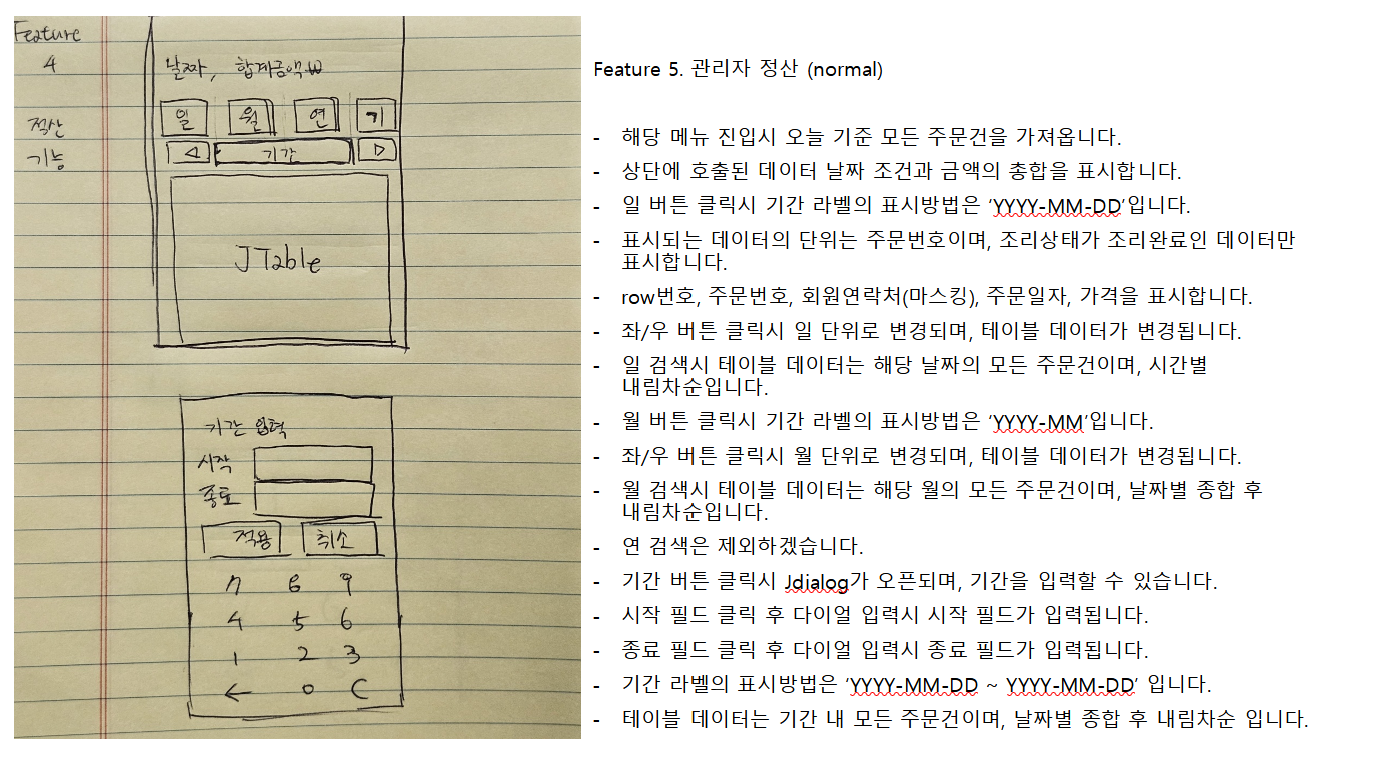 Feature
4
정산
기능
날짜, 합계금액 ₩
일 월 연 기
◁ 기간 ▷
JTable
기간 입력
시작
종료
적용 취소
7 8 9
4 5 6
1 2 3
← 0 C
Feature 5. 관리자 정산 (normal)
- 해당 메뉴 진입시 오늘 기준 모든 주문건을 가져옵니다.
- 상단에 호출된 데이터 날짜 조건과 금액의 총합을 표시합니다.
- 일 버튼 클릭시 기간 라벨의 표시방법은 ‘YYYY-MM-DD’입니다.
- 표시되는 데이터의 단위는 주문번호이며, 조리상태가 조리완료인 데이터만
표시합니다.
- row번호, 주문번호, 회원연락처(마스킹), 주문일자, 가격을 표시합니다.
- 좌/우 버튼 클릭시 일 단위로 변경되며, 테이블 데이터가 변경됩니다.
- 일 검색시 테이블 데이터는 해당 날짜의 모든 주문건이며, 시간별
내림차순입니다.
- 월 버튼 클릭시 기간 라벨의 표시방법은 ‘YYYY-MM’입니다.
- 좌/우 버튼 클릭시 월 단위로 변경되며, 테이블 데이터가 변경됩니다.
- 월 검색시 테이블 데이터는 해당 월의 모든 주문건이며, 날짜별 종합 후
내림차순입니다.
- 연 검색은 제외하겠습니다.
- 기간 버튼 클릭시 Jdialog가 오픈되며, 기간을 입력할 수 있습니다.
- 시작 필드 클릭 후 다이얼 입력시 시작 필드가 입력됩니다.
- 종료 필드 클릭 후 다이얼 입력시 종료 필드가 입력됩니다.
- 기간 라벨의 표시방법은 ‘YYYY-MM-DD ~ YYYY-MM-DD’ 입니다.
- 테이블 데이터는 기간 내 모든 주문건이며, 날짜별 종합 후 내림차순 입니다.